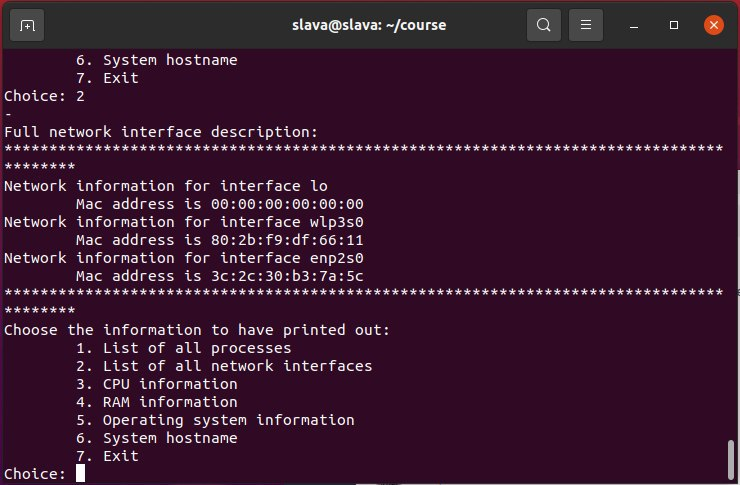 slava@slava: ~/course
6. System hostname
7. Exit
Choice: 2
-
Full network interface description:
********************************************************************************
********
Network information for interface lo
Mac address is 00:00:00:00:00:00
Network information for interface wlp3s0
Mac address is 80:2b:f9:df:66:11
Network information for interface enp2s0
Mac address is 3c:2c:30:b3:7a:5c
********************************************************************************
********
Choose the information to have printed out:
1. List of all processes
2. List of all network interfaces
3. CPU information
4. RAM information
5. Operating system information
6. System hostname
7. Exit
Choice: